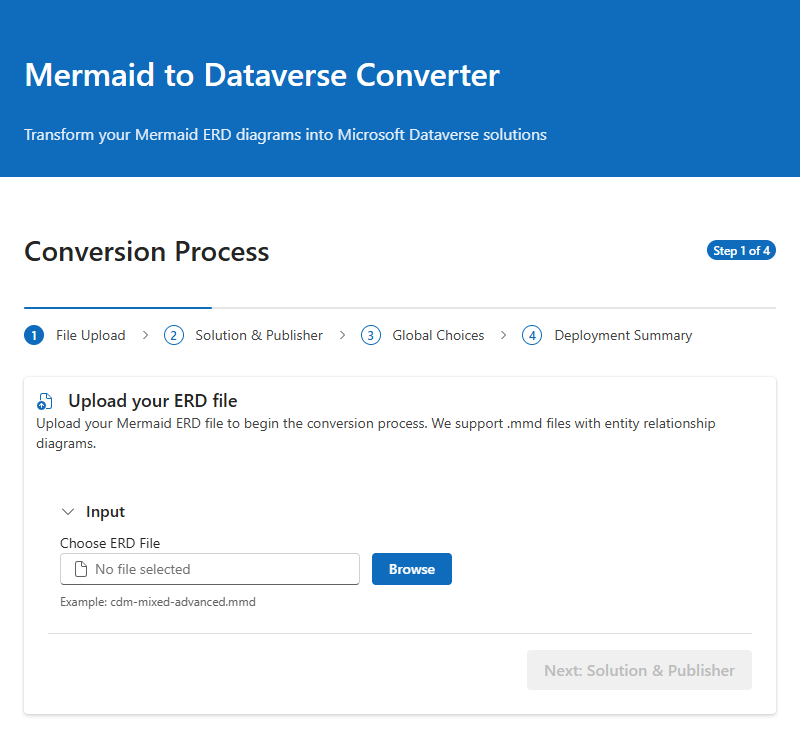 Mermaid to Dataverse Converter
Transform your Mermaid ERD diagrams into Microsoft Dataverse solutions
Conversion Process
Step 1 of 4
1 File Upload > 2 Solution & Publisher > 3 Global Choices > 4 Deployment Summary
Upload your ERD file
Upload your Mermaid ERD file to begin the conversion process. We support .mmd files with entity relationship
diagrams.
Input
Choose ERD File
No file selected
Browse
Example: cdm-mixed-advanced.mmd
Next: Solution & Publisher